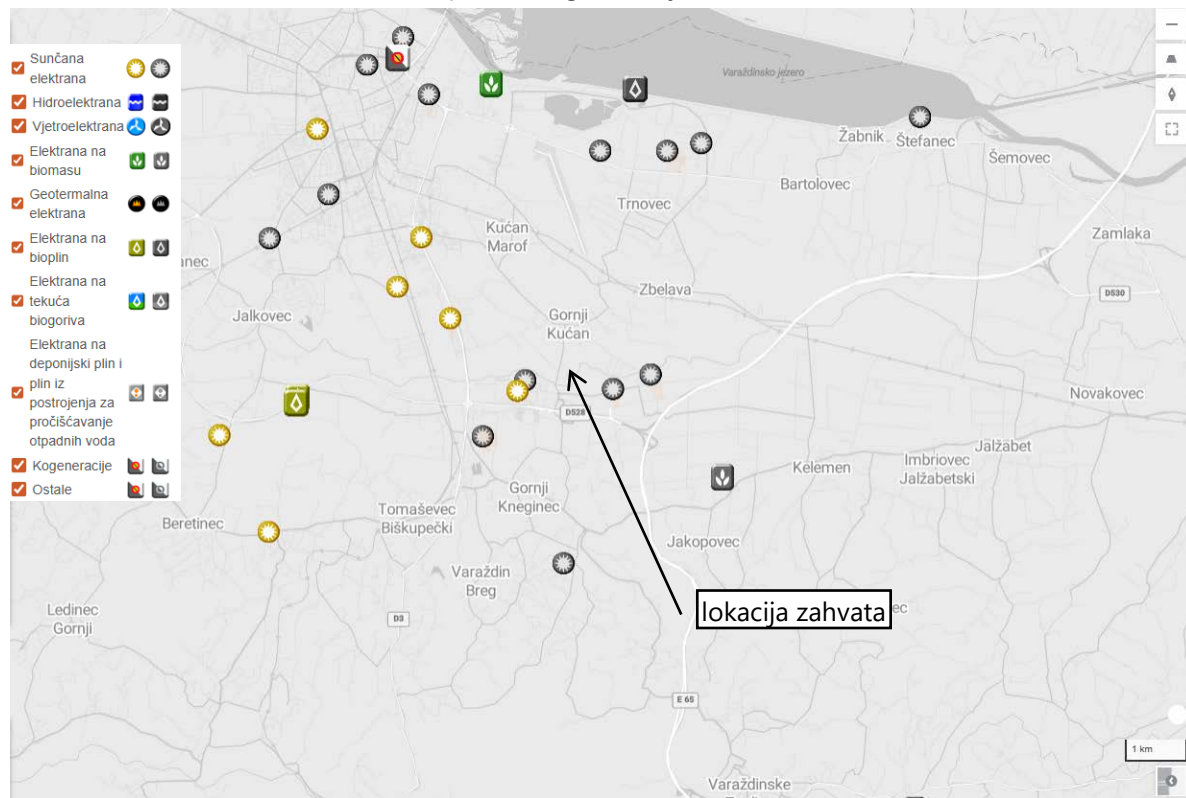 Sunčana
elektrana
Hidroelektrana
Vjetroelektrana
Elektrana na
biomasu
Geotermalna
elektrana
Elektrana na
bioplin
Elektrana na
tekuća
biogoriva
Elektrana na
deponijski plin i
plin iz
postrojenja za
pročišćavanje
otpadnih voda
Kogeneracije
Ostale
Varaždinsko jezero
Žabnik
Štefanec
Šemovec
Bartolovec
Trnovec
Kućan
Marof
Zamlaka
Zbelava
D530
Jalkovec
Gornji
Kućan
Novakovec
D528
Jalžabet
Kelemen
Imbriovec
Jalžabetski
Gornji
Kneginec
Tomaševec
Biškupečki
Beretinec
Jakopovec
Varaždin
Breg
Ledinec
Gornji
D3
lokacija zahvata
E 65
1 km
Varaždinske